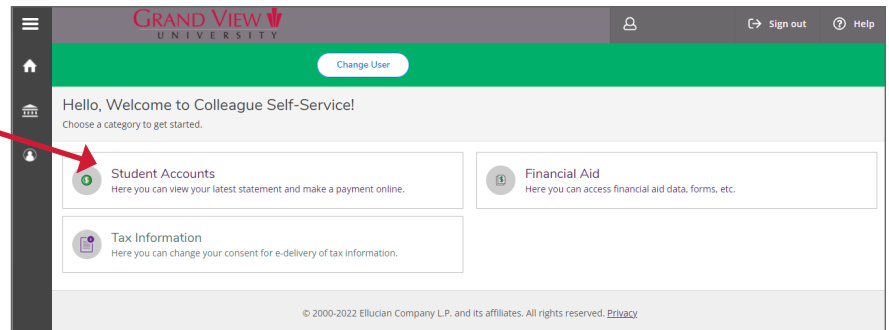 GRAND VIEW
UNIVERSITY
Sign out
Help
Change User
Hello, Welcome to Colleague Self-Service!
Choose a category to get started.
Student Accounts
Here you can view your latest statement and make a payment online.
Financial Aid
Here you can access financial aid data, forms, etc.
Tax Information
Here you can change your consent for e-delivery of tax information.
© 2000-2022 Ellucian Company L.P. and its affiliates. All rights reserved. Privacy